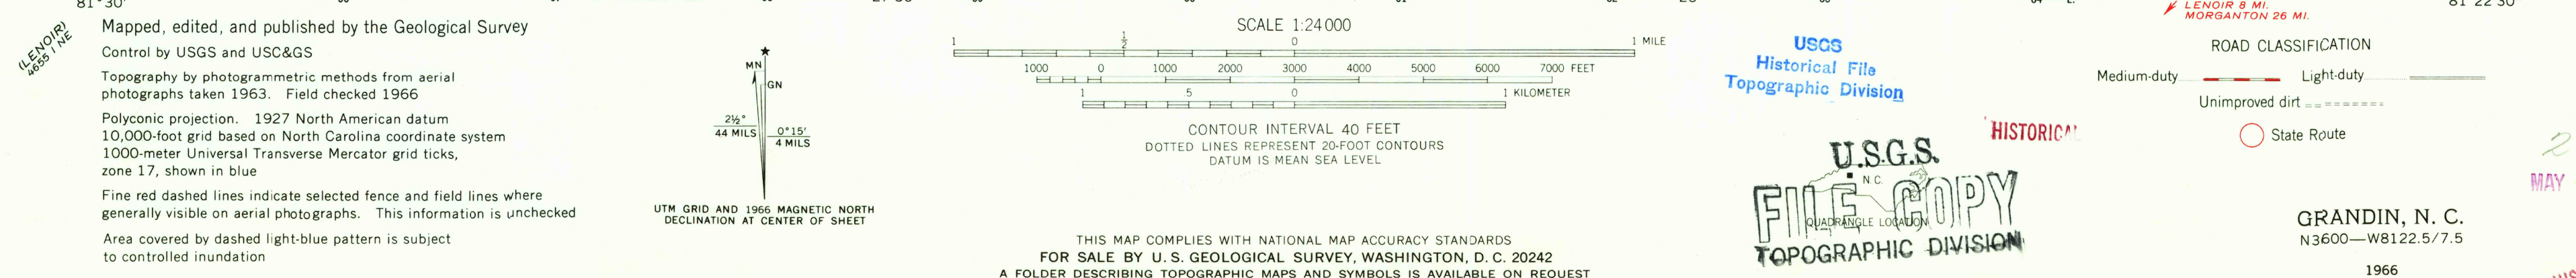 81°30'
(LENOIR)
4655 I NE
Mapped, edited, and published by the Geological Survey
Control by USGS and USC&GS
Topography by photogrammetric methods from aerial
photographs taken 1963. Field checked 1966
Polyconic projection. 1927 North American datum
10,000-foot grid based on North Carolina coordinate system
1000-meter Universal Transverse Mercator grid ticks,
zone 17, shown in blue
Fine red dashed lines indicate selected fence and field lines where
generally visible on aerial photographs. This information is unchecked
Area covered by dashed light-blue pattern is subject
to controlled inundation
MN
GN
2½°
44 MILS
0°15'
4 MILS
UTM GRID AND 1966 MAGNETIC NORTH
DECLINATION AT CENTER OF SHEET
SCALE 1:24 000
1 ½ 0 1 MILE
1000 0 1000 2000 3000 4000 5000 6000 7000 FEET
1 .5 0 1 KILOMETER
CONTOUR INTERVAL 40 FEET
DOTTED LINES REPRESENT 20-FOOT CONTOURS
DATUM IS MEAN SEA LEVEL
THIS MAP COMPLIES WITH NATIONAL MAP ACCURACY STANDARDS
FOR SALE BY U. S. GEOLOGICAL SURVEY, WASHINGTON, D. C. 20242
A FOLDER DESCRIBING TOPOGRAPHIC MAPS AND SYMBOLS IS AVAILABLE ON REQUEST
USGS
Historical File
Topographic Division
U.S.G.S.
N.C.
FILE COPY
QUADRANGLE LOCATION
TOPOGRAPHIC DIVISION
HISTORICAL
LENOIR 8 MI.
MORGANTON 26 MI.
81°22'30"
ROAD CLASSIFICATION
Medium-duty Light-duty
Unimproved dirt
State Route
2
MAY
GRANDIN, N. C.
N3600—W8122.5/7.5
1966